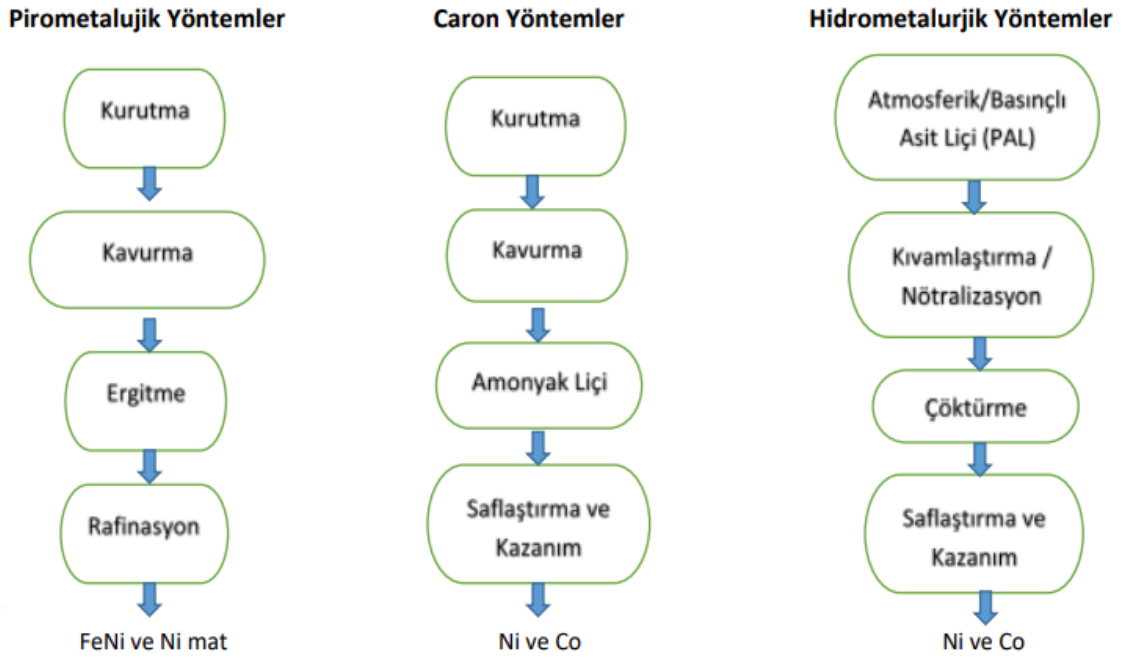 Pirometalujik Yöntemler
Kurutma
Kavurma
Ergitme
Rafinasyon
FeNi ve Ni mat
Caron Yöntemler
Kurutma
Kavurma
Amonyak Liçi
Saflaştırma ve
Kazanım
Ni ve Co
Hidrometalurjik Yöntemler
Atmosferik/Basınçlı
Asit Liçi (PAL)
Kıvamlaştırma /
Nötralizasyon
Çöktürme
Saflaştırma ve
Kazanım
Ni ve Co